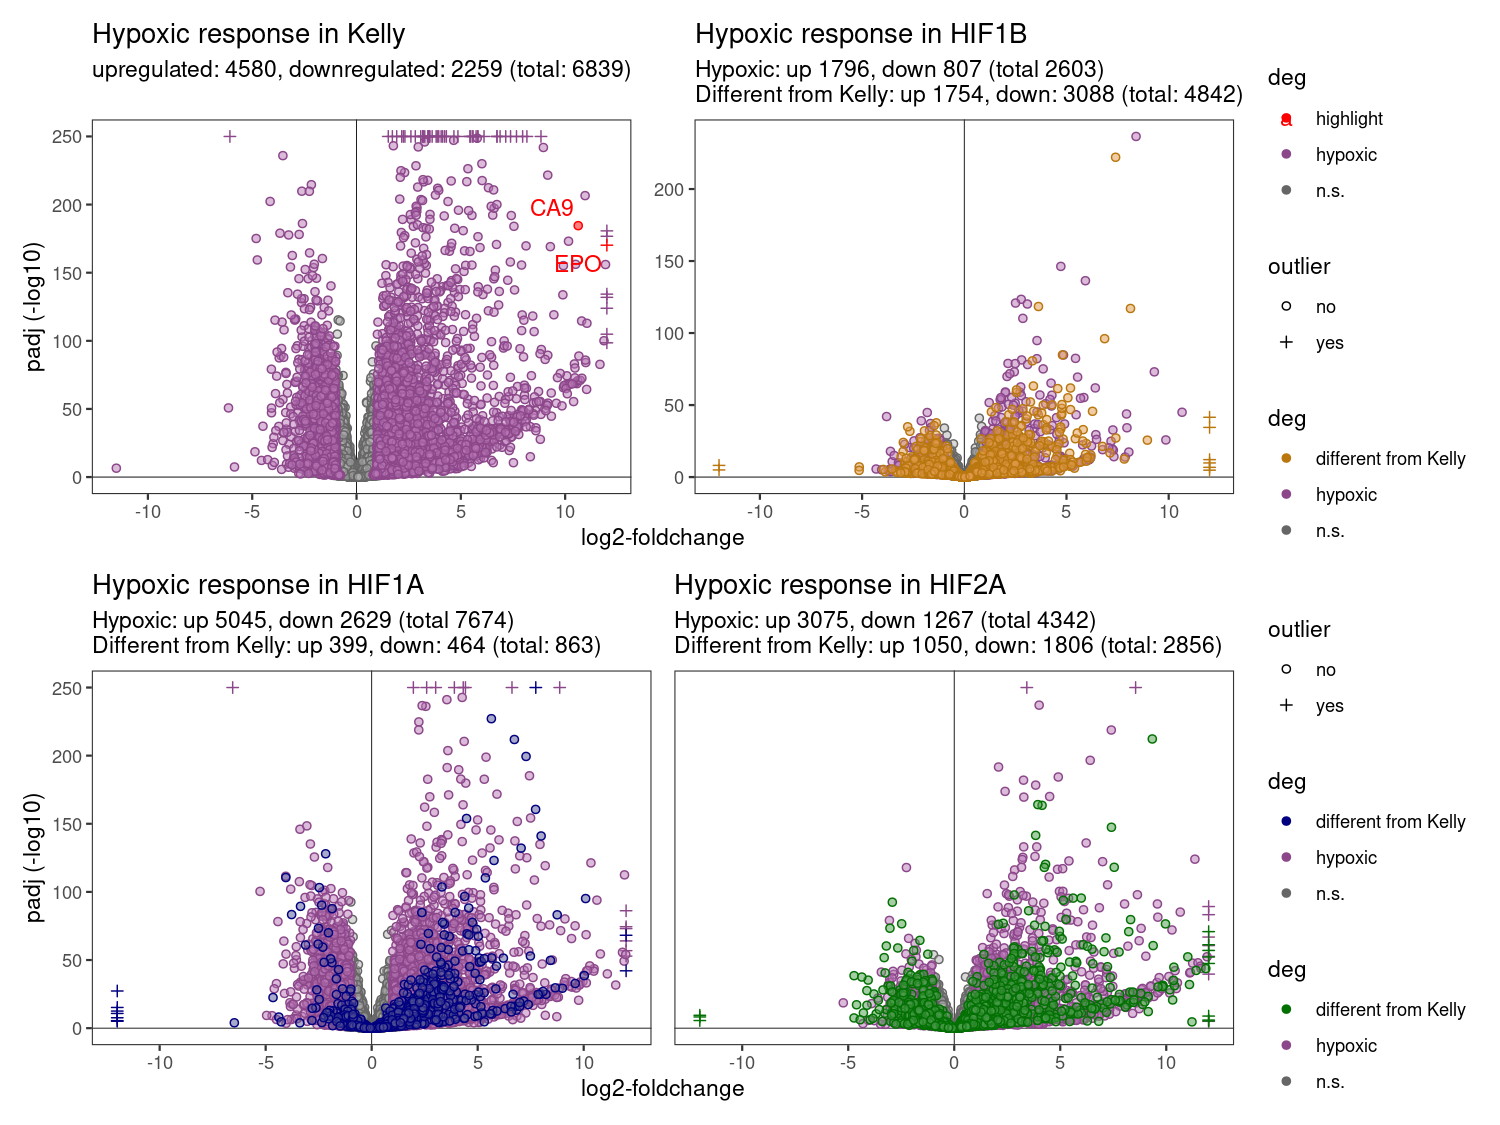 Hypoxic response in Kelly
upregulated: 4580, downregulated: 2259 (total: 6839)
250
200
150
100
50
0
padj (-log10)
CA9
EPO
-10
-5
0
5
10
Hypoxic response in HIF1B
Hypoxic: up 1796, down 807 (total 2603)
Different from Kelly: up 1754, down: 3088 (total: 4842)
200
150
100
50
0
-10
-5
0
5
10
log2-foldchange
deg
a
highlight
hypoxic
n.s.
outlier
no
yes
deg
different from Kelly
hypoxic
n.s.
Hypoxic response in HIF1A
Hypoxic: up 5045, down 2629 (total 7674)
Different from Kelly: up 399, down: 464 (total: 863)
250
200
150
100
50
0
padj (-log10)
-10
-5
0
5
10
Hypoxic response in HIF2A
Hypoxic: up 3075, down 1267 (total 4342)
Different from Kelly: up 1050, down: 1806 (total: 2856)
-10
-5
0
5
10
log2-foldchange
outlier
no
yes
deg
different from Kelly
hypoxic
n.s.
deg
different from Kelly
hypoxic
n.s.